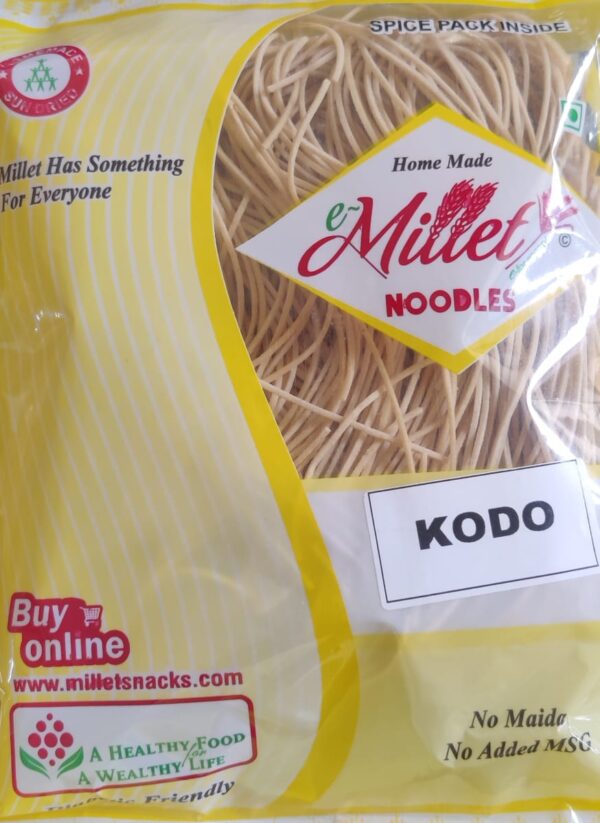 SPICE PACK INSIDE
SUN DRIED
Millet Has Something
For Everyone
Home Made
e~Millet
©
NOODLES
KODO
Buy
online
www.milletsnacks.com
A HEALTHY FOOD
for
A WEALTHY LIFE
Friendly
No Maida
No Added MSG